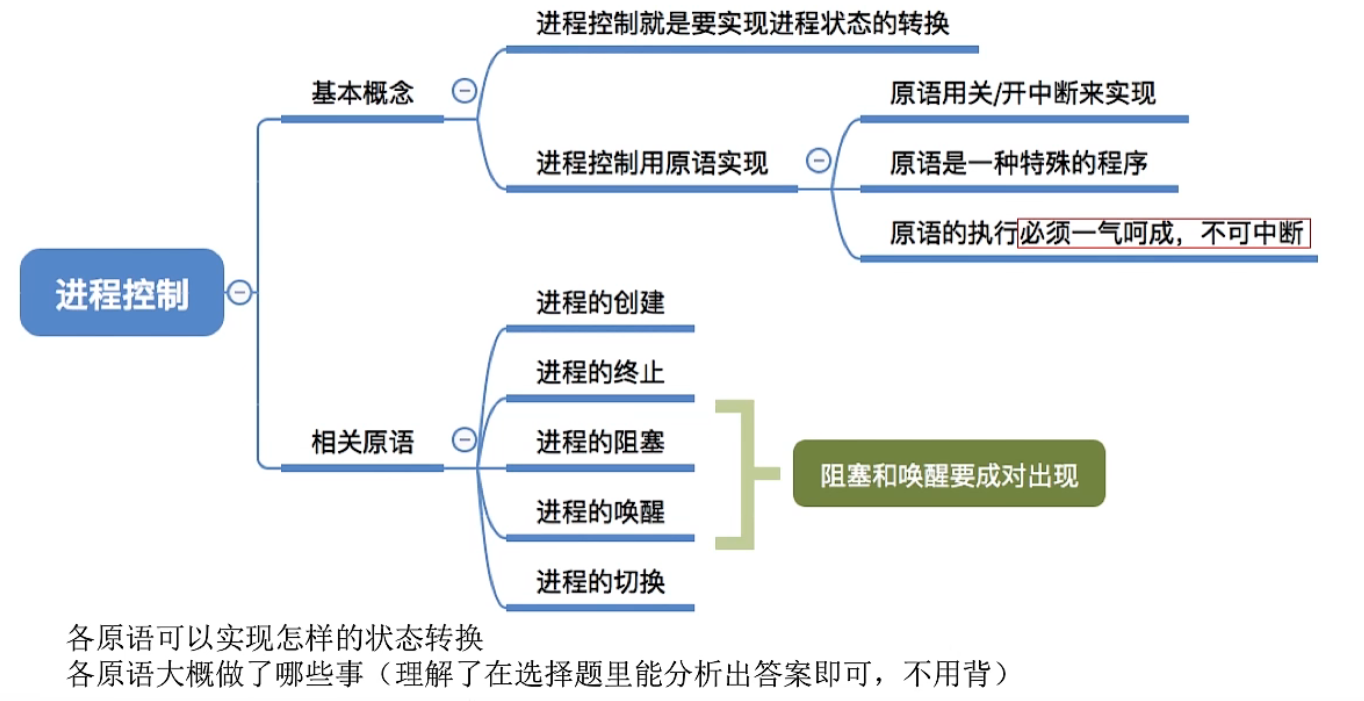 进程控制
基本概念
进程控制就是要实现进程状态的转换
进程控制用原语实现
原语用关/开中断来实现
原语是一种特殊的程序
原语的执行必须一气呵成，不可中断
相关原语
进程的创建
进程的终止
进程的阻塞
进程的唤醒
进程的切换
阻塞和唤醒要成对出现
各原语可以实现怎样的状态转换
各原语大概做了哪些事（理解了在选择题里能分析出答案即可，不用背）